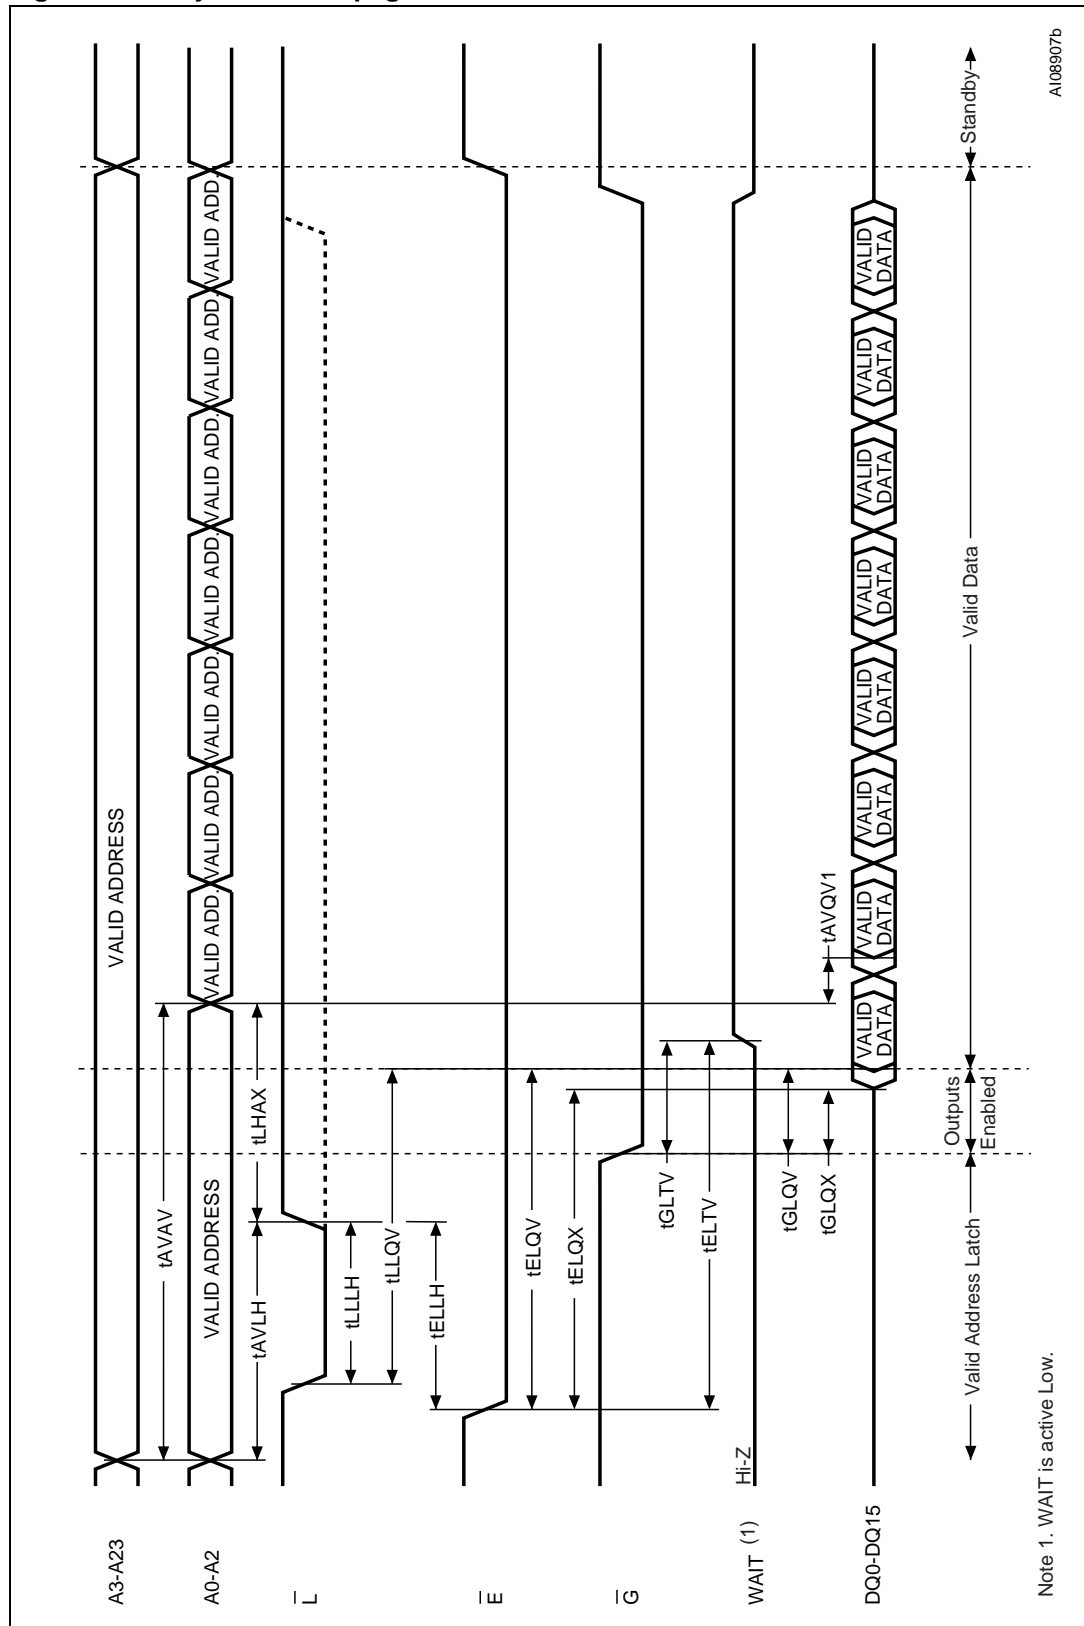 A3-A23
VALID ADDRESS
tAVAV
A0-A2
VALID ADDRESS
VALID ADD.
VALID ADD.
VALID ADD.
VALID ADD.
VALID ADD.
VALID ADD.
VALID ADD.
tAVLH
tLHAX
L
tLLLH
tLLQV
tELLH
E
tELQV
tELQX
G
tGLTV
tELTV
WAIT (1)
Hi-Z
tGLQV
tGLQX
tAVQV1
DQ0-DQ15
VALID
DATA
VALID
DATA
VALID
DATA
VALID
DATA
VALID
DATA
VALID
DATA
VALID
DATA
VALID
DATA
Valid Address Latch
Outputs
Enabled
Valid Data
Standby
Note 1. WAIT is active Low.
AI08907b